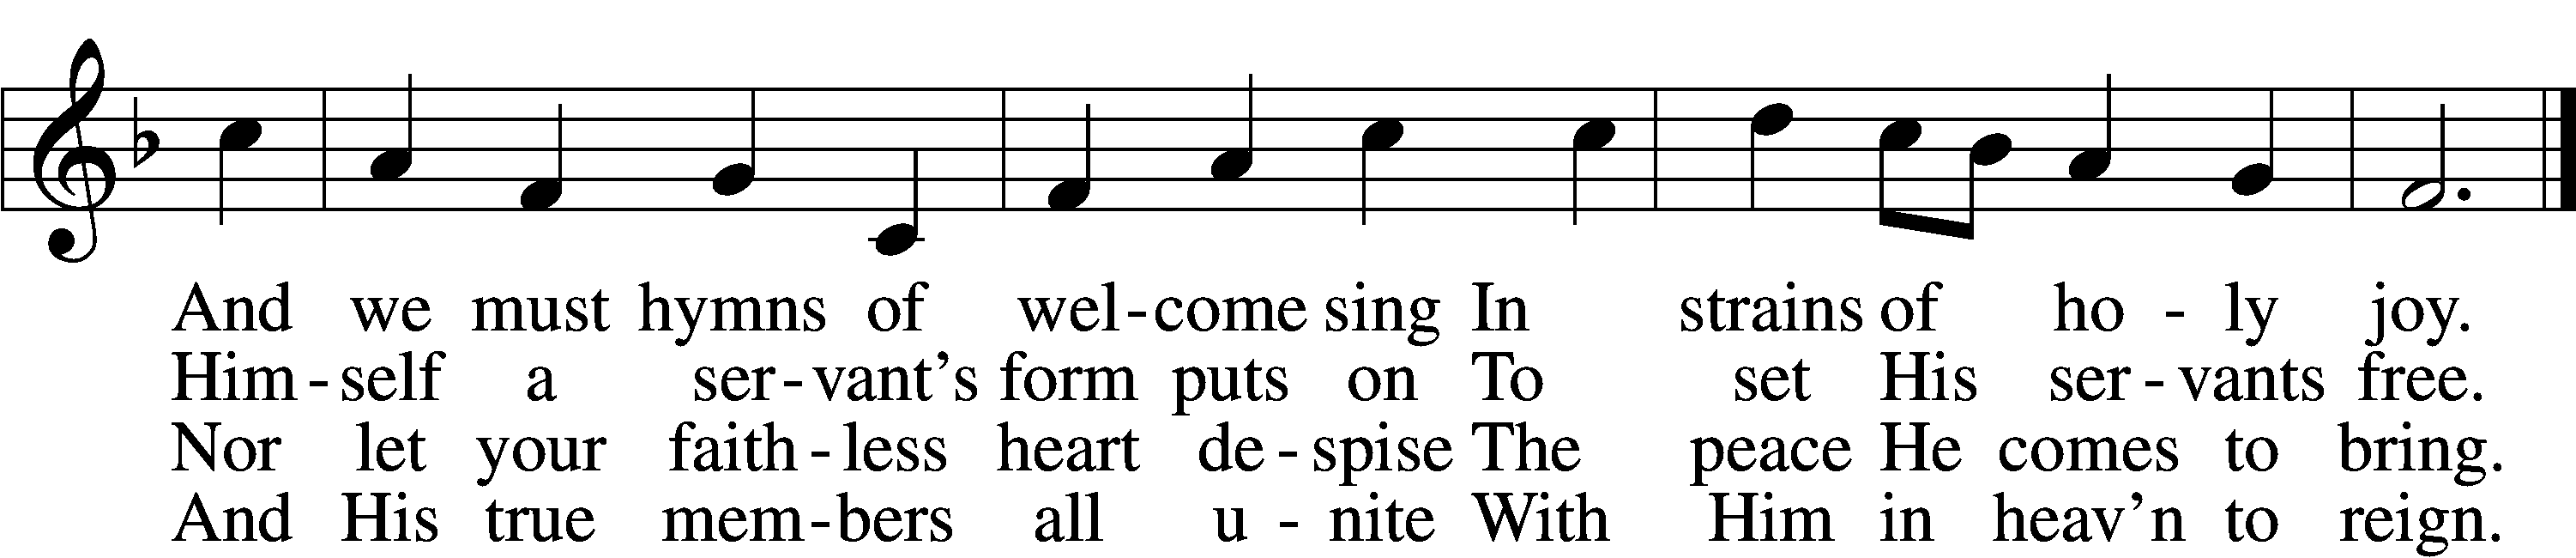 And we must hymns of wel-come sing In strains of ho - ly joy.
Him-self a ser-vant's form puts on To set His ser-vants free.
Nor let your faith-less heart de-spise The peace He comes to bring.
And His true mem-bers all u - nite With Him in heav'n to reign.